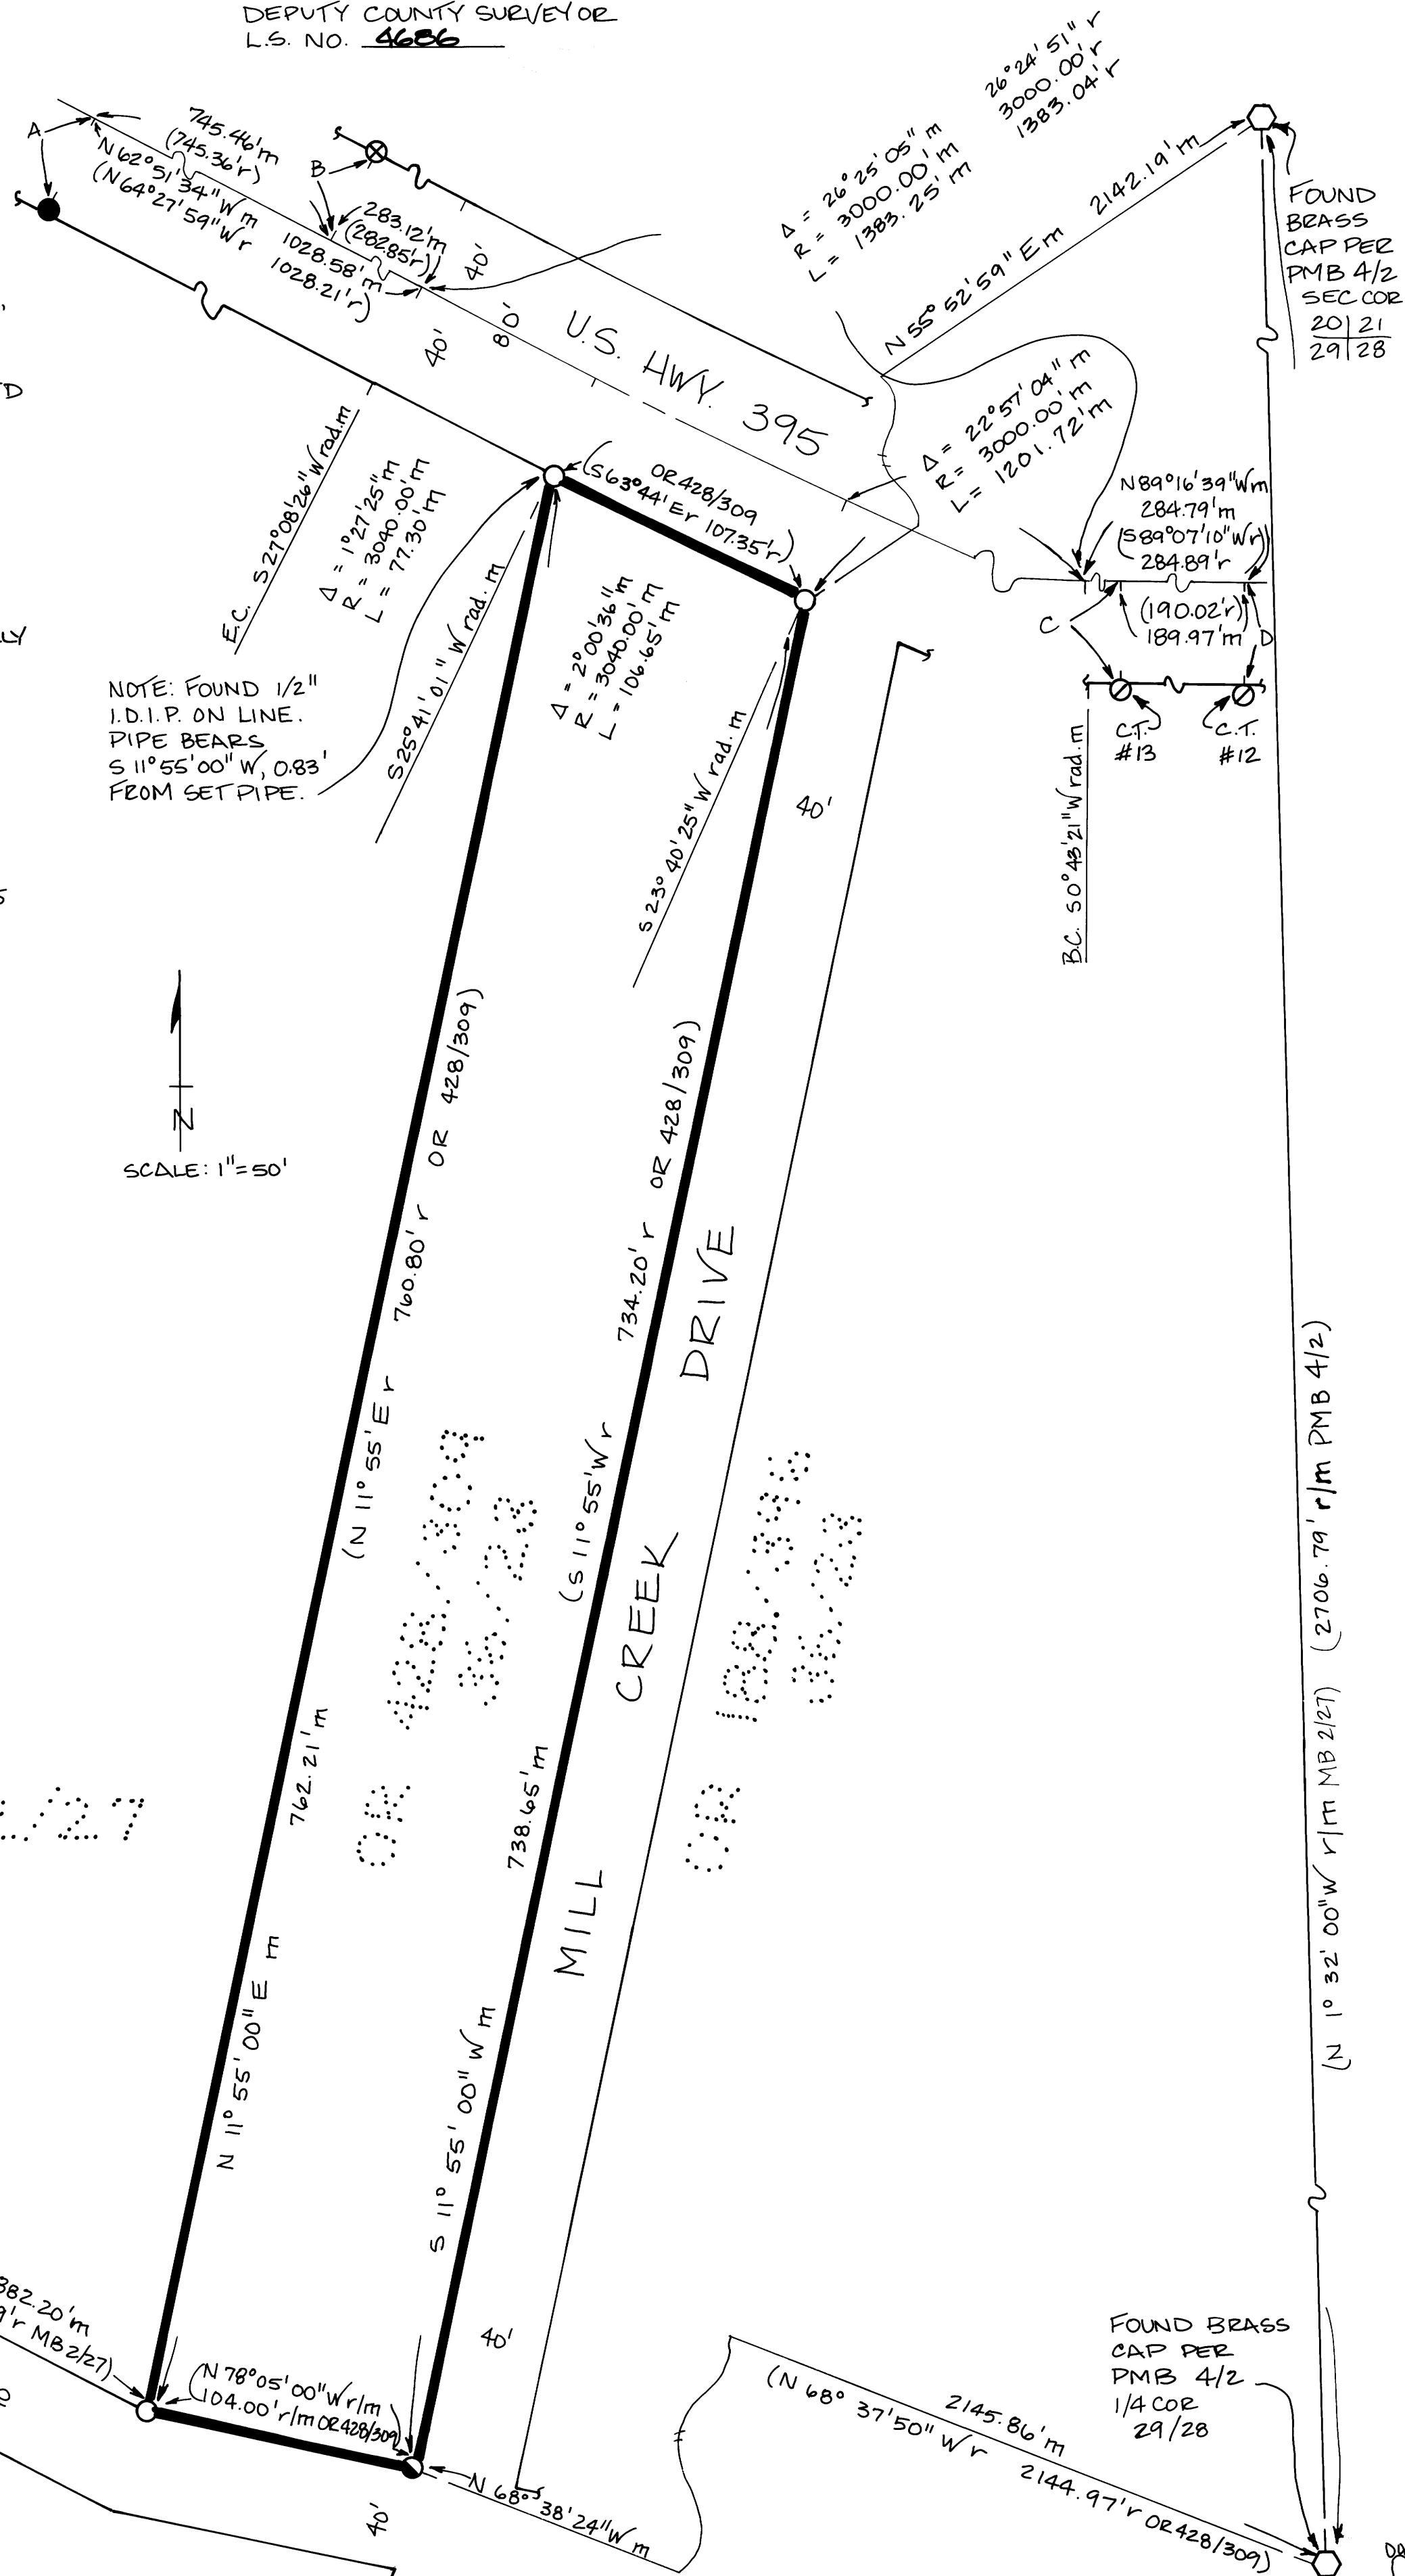 DEPUTY COUNTY SURVEYOR
L.S. NO. 4686
A
745.46'm
(745.36'r)
N 62°51'34"W m
(N64°27'59"W r
B
283.12'm
(282.85'r)
1028.58'm
1028.21'r)
40'
40'
80'
U.S. HWY. 395
Δ = 26°25'05" m
R = 3000.00' m
L = 1383.25' m
26°24'51" r
3000.00' r
1383.04' r
N 55° 52' 59" E m
2142.19' m
FOUND
BRASS
CAP PER
PMB 4/2
SEC COR
20|21
29|28
Δ = 22°57'04" m
R = 3000.00' m
L = 1201.72' m
N89°16'39"W m
284.79'm
(S89°07'10"W r)
284.89'r
(190.02'r)
189.97'm
C
D
C.T.
#13
C.T.
#12
B.C. S0°43'21"W rad.m
E.C. S27°08'26"W rad.m
Δ = 1°27'25"m
R = 3040.00'm
L = 77.30'm
OR 428/309
(S63°44' E r 107.35'r)
S25°41'01" W rad. m
Δ = 2°00'36"m
R = 3040.00'm
L = 106.65'm
S 23° 40' 25" W rad. m
NOTE: FOUND 1/2"
I.D.I.P. ON LINE.
PIPE BEARS
S 11°55'00" W, 0.83'
FROM SET PIPE.
40'
N
SCALE: 1"=50'
(N 11° 55' E r 760.80' r OR 428/309)
(S 11° 55' W r 734.20' r OR 428/309)
N 11° 55' 00" E m 762.21' m
S 11° 55' 00" W m 738.65' m
MILL CREEK DRIVE
OR 428/309
/27
(N 1° 32' 00"W r/m MB 2/27) (2706.79' r/m PMB 4/2)
382.20'm
9'r MB2/27)
(N 78°05'00"W r/m
104.00'r/m OR 428/309
40'
40'
N 68° 38' 24" W m
2145.86' m
(N 68° 37' 50" W r
2144.97'r OR 428/309)
FOUND BRASS
CAP PER
PMB 4/2
1/4 COR
29/28